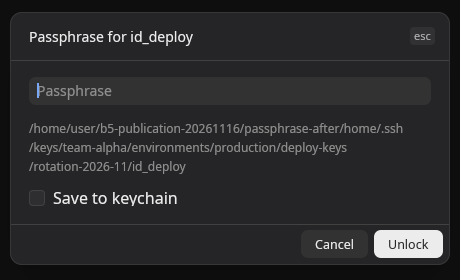 Passphrase for id_deploy
esc
Passphrase
/home/user/b5-publication-20261116/passphrase-after/home/.ssh
/keys/team-alpha/environments/production/deploy-keys
/rotation-2026-11/id_deploy
Save to keychain
Cancel
Unlock